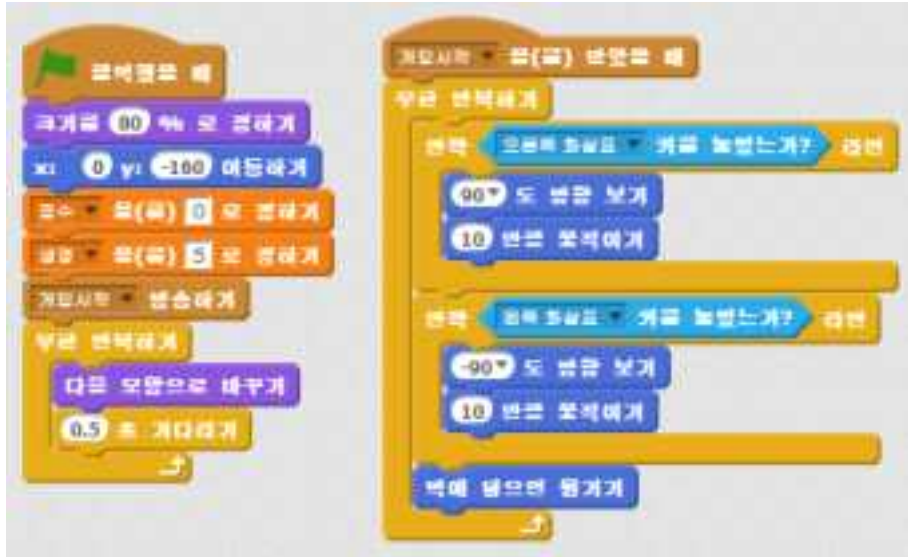 클릭했을 때
크기를 80 % 로 정하기
x: 0 y: -160 이동하기
점수 을(를) 0 로 정하기
을(를) 5 로 정하기
게임시작 방송하기
무한 반복하기
다음 모양으로 바꾸기
0.5 초 기다리기
게임시작 을(를) 받았을 때
무한 반복하기
만약 오른쪽 화살표 키를 눌렀는가? 라면
90 도 방향 보기
10 만큼 움직이기
만약 왼쪽 화살표 키를 눌렀는가? 라면
-90 도 방향 보기
10 만큼 움직이기
벽에 닿으면 튕기기